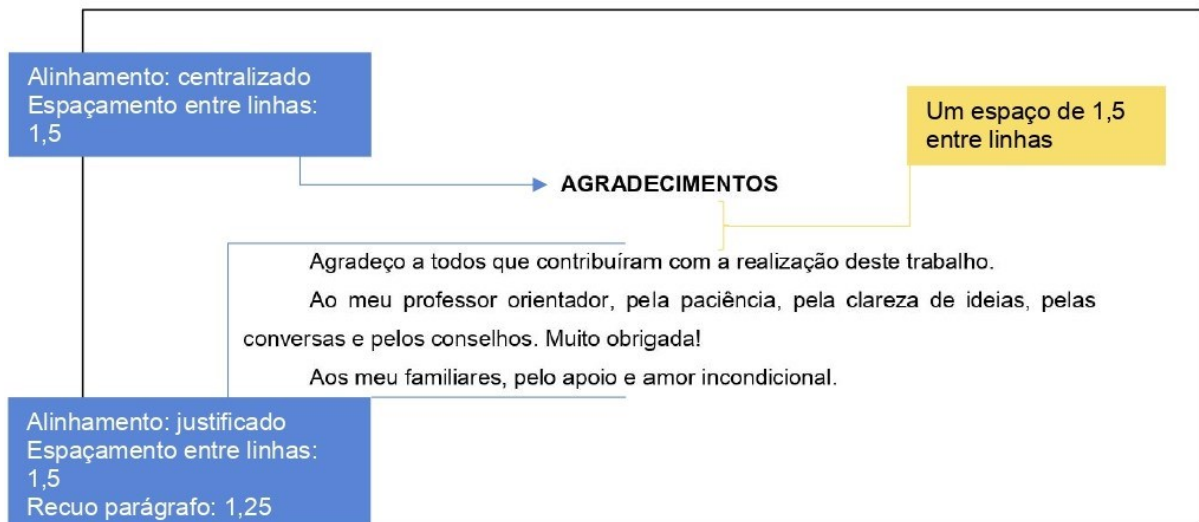 Alinhamento: centralizado
Espaçamento entre linhas:
1,5
Um espaço de 1,5
entre linhas
AGRADECIMENTOS
Agradeço a todos que contribuíram com a realização deste trabalho.
Ao meu professor orientador, pela paciência, pela clareza de ideias, pelas
conversas e pelos conselhos. Muito obrigada!
Aos meu familiares, pelo apoio e amor incondicional.
Alinhamento: justificado
Espaçamento entre linhas:
1,5
Recuo parágrafo: 1,25